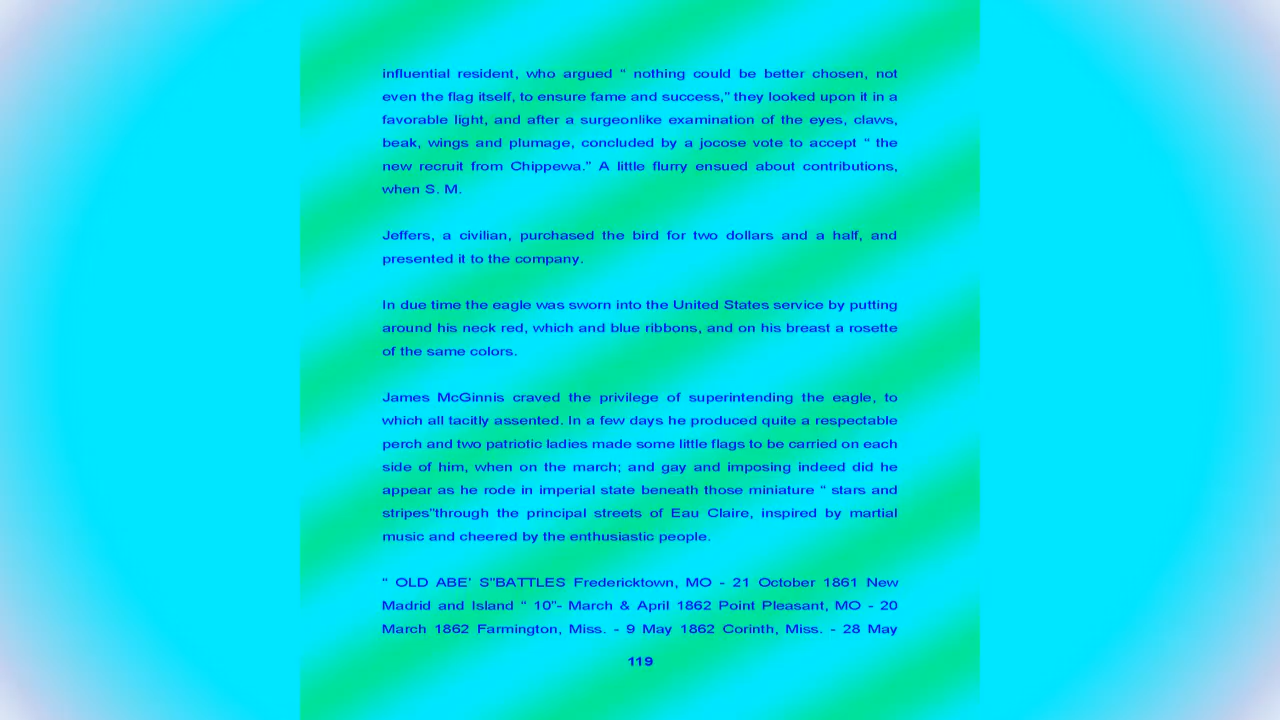 influential resident, who argued “ nothing could be better chosen, not
even the flag itself, to ensure fame and success,” they looked upon it in a
favorable light, and after a surgeonlike examination of the eyes, claws,
beak, wings and plumage, concluded by a jocose vote to accept “ the
new recruit from Chippewa.” A little flurry ensued about contributions,
when S. M.
Jeffers, a civilian, purchased the bird for two dollars and a half, and
presented it to the company.
In due time the eagle was sworn into the United States service by putting
around his neck red, which and blue ribbons, and on his breast a rosette
of the same colors.
James McGinnis craved the privilege of superintending the eagle, to
which all tacitly assented. In a few days he produced quite a respectable
perch and two patriotic ladies made some little flags to be carried on each
side of him, when on the march; and gay and imposing indeed did he
appear as he rode in imperial state beneath those miniature “ stars and
stripes”through the principal streets of Eau Claire, inspired by martial
music and cheered by the enthusiastic people.
“ OLD ABE’ S”BATTLES Fredericktown, MO - 21 October 1861 New
Madrid and Island “ 10”- March & April 1862 Point Pleasant, MO - 20
March 1862 Farmington, Miss. - 9 May 1862 Corinth, Miss. - 28 May
119